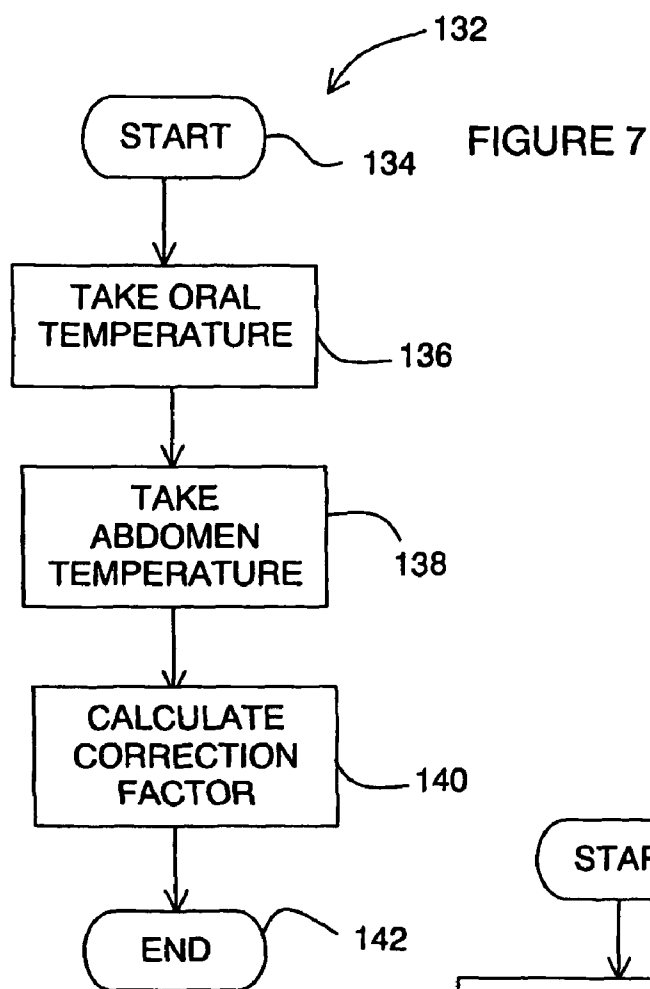 132
START
134
FIGURE 7
TAKE ORAL
TEMPERATURE
136
TAKE
ABDOMEN
TEMPERATURE
138
CALCULATE
CORRECTION
FACTOR
140
END
142
STAR